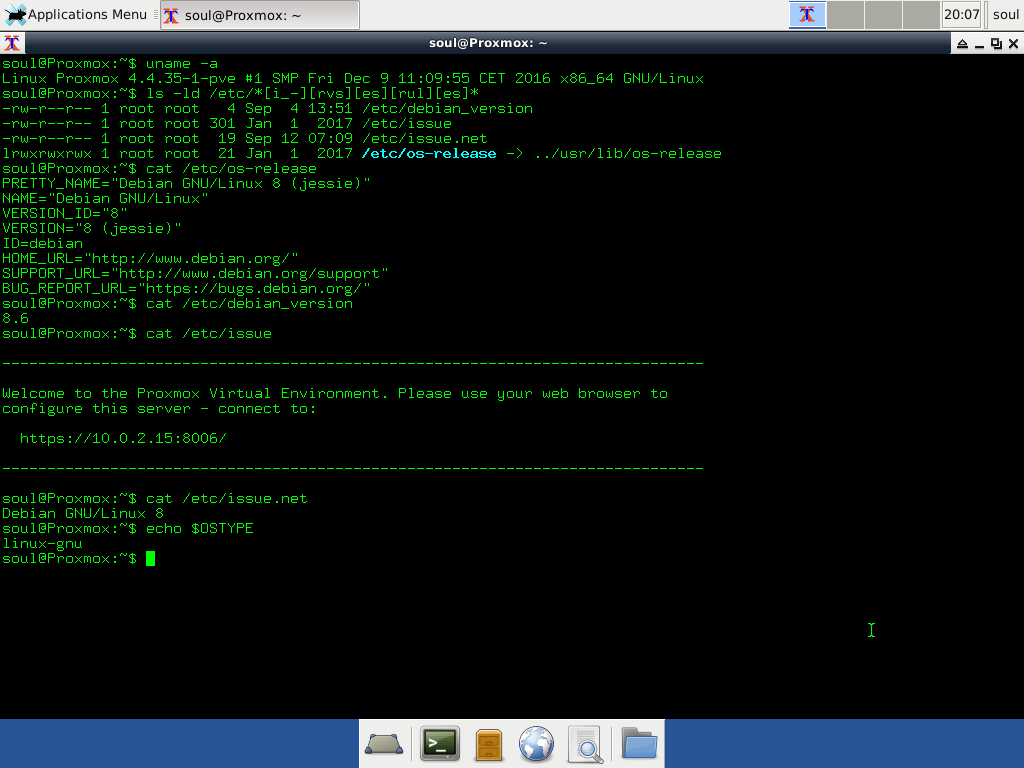 Applications Menu
soul@Proxmox: ~
20:07
soul
soul@Proxmox: ~
soul@Proxmox:~$ uname -a
Linux Proxmox 4.4.35-1-pve #1 SMP Fri Dec 9 11:09:55 CET 2016 x86_64 GNU/Linux
soul@Proxmox:~$ ls -ld /etc/*[i_-][rvs][es][rul][es]*
-rw-r--r-- 1 root root   4 Sep  4 13:51 /etc/debian_version
-rw-r--r-- 1 root root 301 Jan  1  2017 /etc/issue
-rw-r--r-- 1 root root  19 Sep 12 07:09 /etc/issue.net
lrwxrwxrwx 1 root root  21 Jan  1  2017 /etc/os-release -> ../usr/lib/os-release
soul@Proxmox:~$ cat /etc/os-release
PRETTY_NAME="Debian GNU/Linux 8 (jessie)"
NAME="Debian GNU/Linux"
VERSION_ID="8"
VERSION="8 (jessie)"
ID=debian
HOME_URL="http://www.debian.org/"
SUPPORT_URL="http://www.debian.org/support"
BUG_REPORT_URL="https://bugs.debian.org/"
soul@Proxmox:~$ cat /etc/debian_version
8.6
soul@Proxmox:~$ cat /etc/issue
------------------------------------------------------------------------------
Welcome to the Proxmox Virtual Environment. Please use your web browser to
configure this server - connect to:
  https://10.0.2.15:8006/
------------------------------------------------------------------------------
soul@Proxmox:~$ cat /etc/issue.net
Debian GNU/Linux 8
soul@Proxmox:~$ echo $OSTYPE
linux-gnu
soul@Proxmox:~$